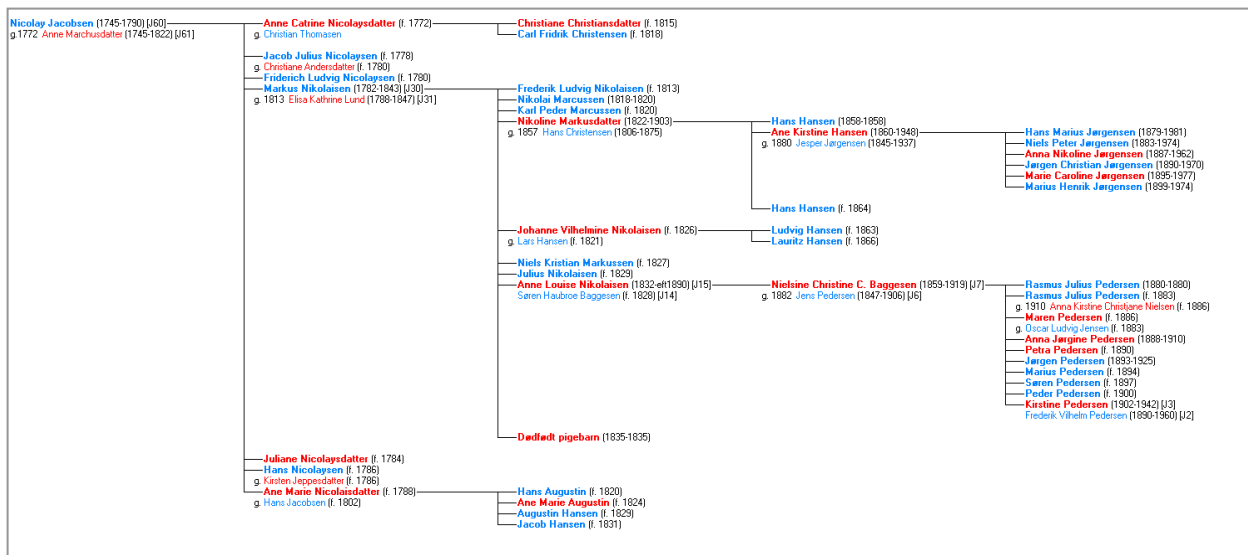 Nicolay Jacobsen (1745-1790) [J60]
g.1772 Anne Marchusdatter (1745-1822) [J61]
Anne Catrine Nicolaysdatter (f. 1772)
g. Christian Thomasen
Christiane Christiansdatter (f. 1815)
Carl Fridrik Christensen (f. 1818)
Jacob Julius Nicolaysen (f. 1778)
g. Christiane Andersdatter (f. 1780)
Friderich Ludvig Nicolaysen (f. 1780)
Markus Nikolaisen (1782-1843) [J30]
g. 1813 Elisa Kathrine Lund (1788-1847) [J31]
Frederik Ludvig Nikolaisen (f. 1813)
Nikolai Marcussen (1818-1820)
Karl Peder Marcussen (f. 1820)
Nikoline Markusdatter (1822-1903)
g. 1857 Hans Christensen (1806-1875)
Hans Hansen (1858-1858)
Ane Kirstine Hansen (1860-1948)
g. 1880 Jesper Jørgensen (1845-1937)
Hans Marius Jørgensen (1879-1981)
Niels Peter Jørgensen (1883-1974)
Anna Nikoline Jørgensen (1887-1962)
Jørgen Christian Jørgensen (1890-1970)
Marie Caroline Jørgensen (1895-1977)
Marius Henrik Jørgensen (1899-1974)
Hans Hansen (f. 1864)
Johanne Vilhelmine Nikolaisen (f. 1826)
g. Lars Hansen (f. 1821)
Ludvig Hansen (f. 1863)
Lauritz Hansen (f. 1866)
Niels Kristian Markussen (f. 1827)
Julius Nikolaisen (f. 1829)
Anne Louise Nikolaisen (1832-eft1890) [J15]
Søren Haubroe Baggesen (f. 1828) [J14]
Nielsine Christine C. Baggesen (1859-1919) [J7]
g. 1882 Jens Pedersen (1847-1906) [J6]
Rasmus Julius Pedersen (1880-1880)
Rasmus Julius Pedersen (f. 1883)
g. 1910 Anna Kirstine Christjane Nielsen (f. 1886)
Maren Pedersen (f. 1886)
g. Oscar Ludvig Jensen (f. 1883)
Anna Jørgine Pedersen (1888-1910)
Petra Pedersen (f. 1890)
Jørgen Pedersen (1893-1925)
Marius Pedersen (f. 1894)
Søren Pedersen (f. 1897)
Peder Pedersen (f. 1900)
Kirstine Pedersen (1902-1942) [J3]
Frederik Vilhelm Pedersen (1890-1960) [J2]
Dødfødt pigebarn (1835-1835)
Juliane Nicolaysdatter (f. 1784)
Hans Nicolaysen (f. 1786)
g. Kirsten Jeppesdatter (f. 1786)
Ane Marie Nicolaisdatter (f. 1788)
g. Hans Jacobsen (f. 1802)
Hans Augustin (f. 1820)
Ane Marie Augustin (f. 1824)
Augustin Hansen (f. 1829)
Jacob Hansen (f. 1831)